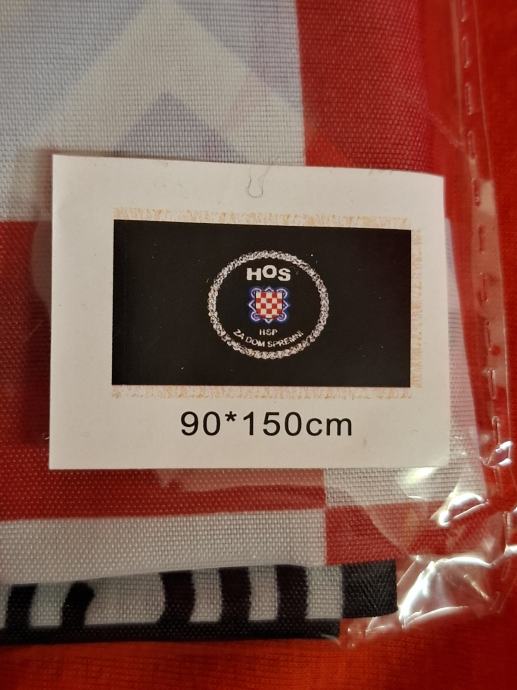 HOS
HSP
ZA DOM SPREMNI
90*150cm